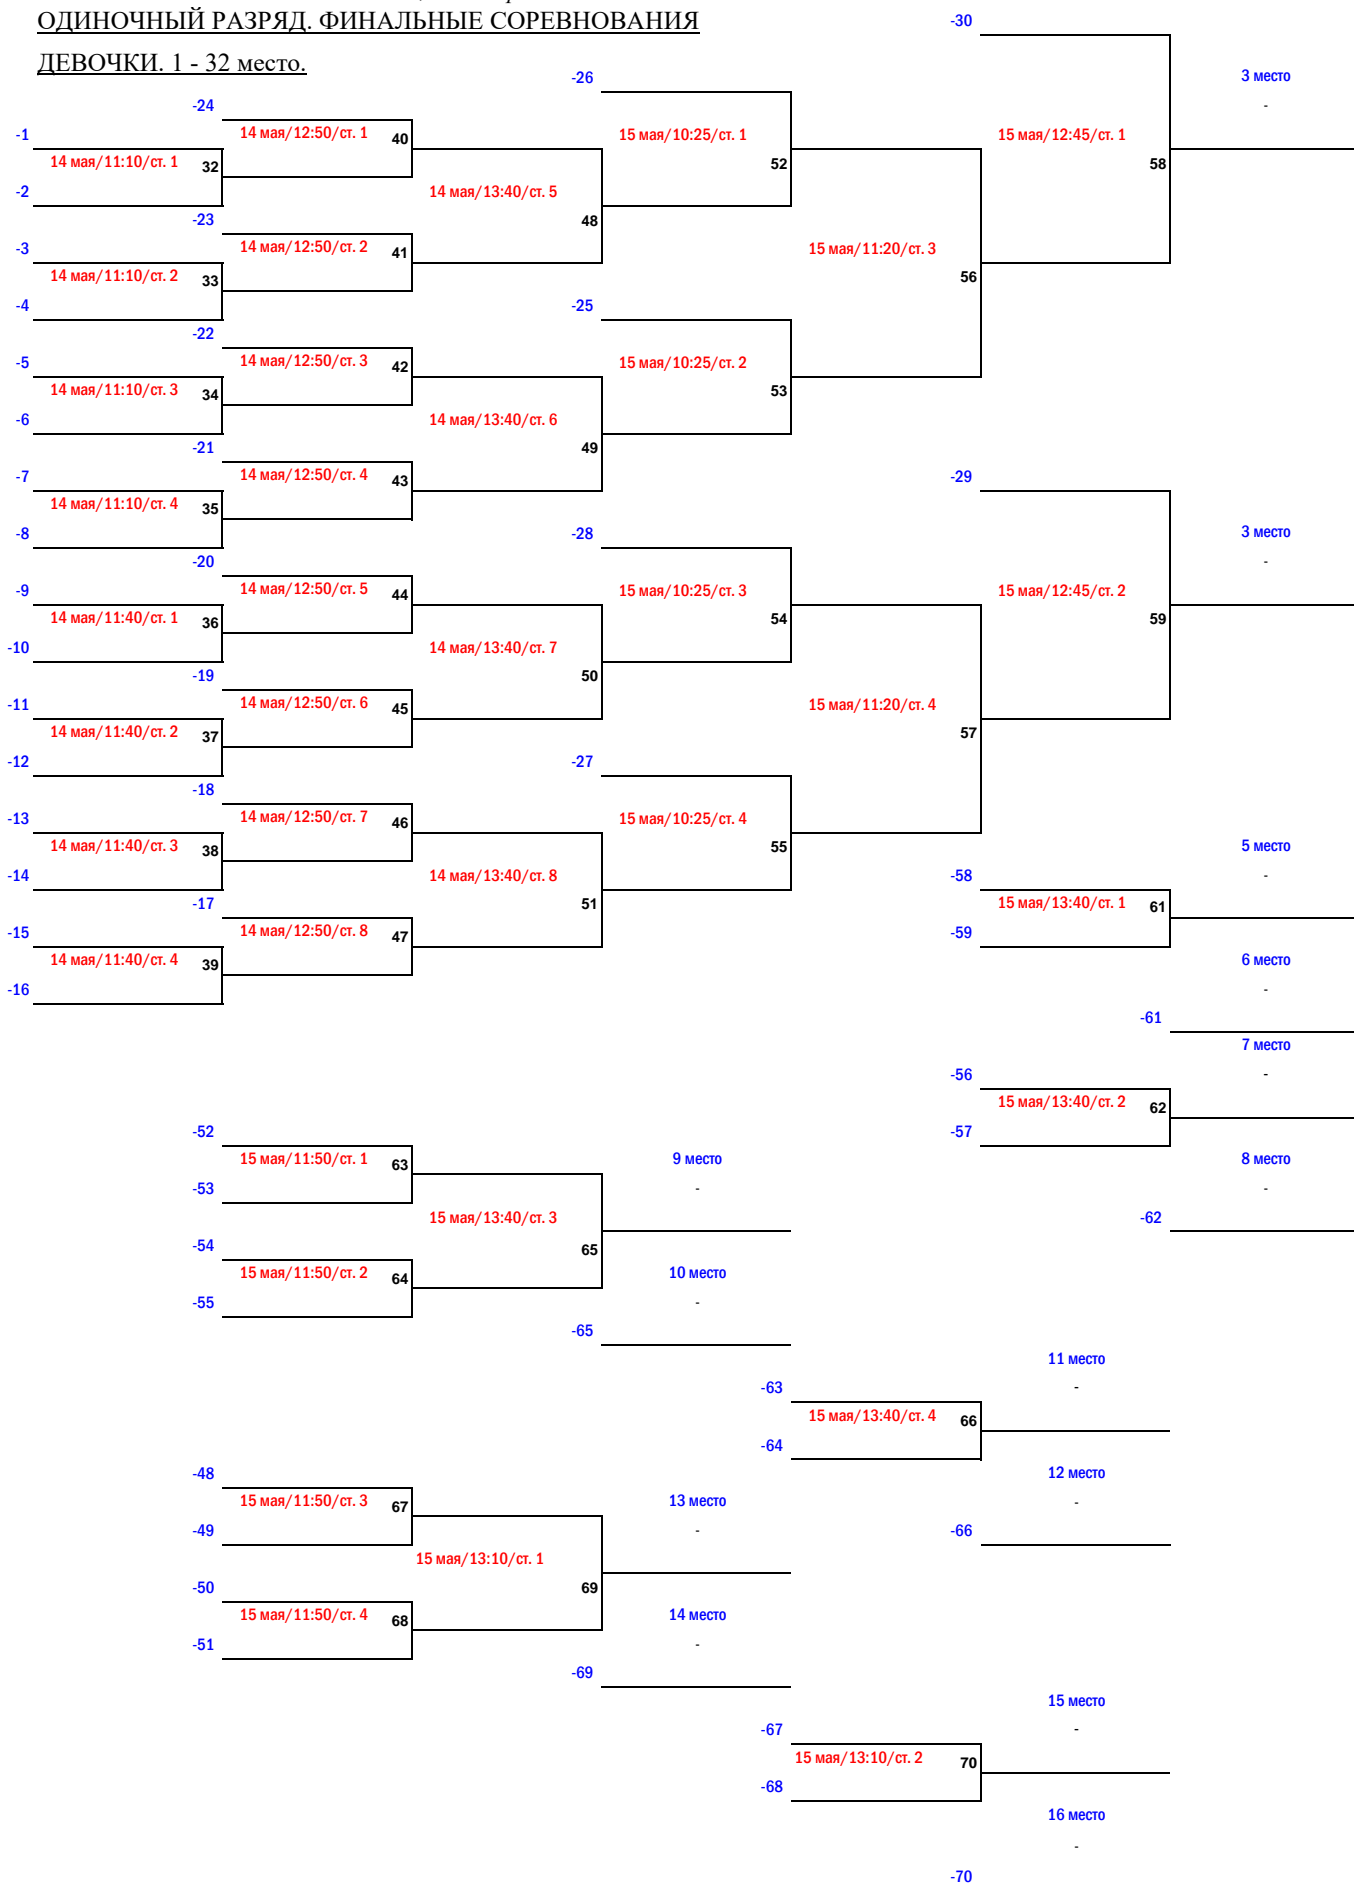 ОДИНОЧНЫЙ РАЗРЯД. ФИНАЛЬНЫЕ СОРЕВНОВАНИЯ
-30
ДЕВОЧКИ. 1 - 32 место.
-26
3 место
-
-24
-1
14 мая/12:50/ст. 1
40
15 мая/10:25/ст. 1
15 мая/12:45/ст. 1
14 мая/11:10/ст. 1
32
52
58
-2
14 мая/13:40/ст. 5
-23
48
-3
14 мая/12:50/ст. 2
41
15 мая/11:20/ст. 3
14 мая/11:10/ст. 2
33
56
-4
-25
-22
-5
14 мая/12:50/ст. 3
42
15 мая/10:25/ст. 2
14 мая/11:10/ст. 3
34
53
-6
14 мая/13:40/ст. 6
-21
49
-7
14 мая/12:50/ст. 4
43
-29
14 мая/11:10/ст. 4
35
-8
-28
3 место
-
-20
-9
14 мая/12:50/ст. 5
44
15 мая/10:25/ст. 3
15 мая/12:45/ст. 2
14 мая/11:40/ст. 1
36
54
59
-10
14 мая/13:40/ст. 7
-19
50
-11
14 мая/12:50/ст. 6
45
15 мая/11:20/ст. 4
14 мая/11:40/ст. 2
37
57
-12
-27
-18
-13
14 мая/12:50/ст. 7
46
15 мая/10:25/ст. 4
14 мая/11:40/ст. 3
38
55
5 место
-14
14 мая/13:40/ст. 8
-58
-
-17
51
15 мая/13:40/ст. 1
61
-15
14 мая/12:50/ст. 8
47
-59
14 мая/11:40/ст. 4
39
6 место
-16
-
-61
7 место
-56
-
15 мая/13:40/ст. 2
62
-52
-57
15 мая/11:50/ст. 1
63
9 место
8 место
-53
-
-
15 мая/13:40/ст. 3
-62
-54
65
15 мая/11:50/ст. 2
64
10 место
-55
-
-65
11 место
-63
-
15 мая/13:40/ст. 4
66
-64
-48
12 место
15 мая/11:50/ст. 3
67
13 место
-
-49
-
-66
15 мая/13:10/ст. 1
-50
69
15 мая/11:50/ст. 4
68
14 место
-51
-
-69
15 место
-67
-
15 мая/13:10/ст. 2
70
-68
16 место
-
-70